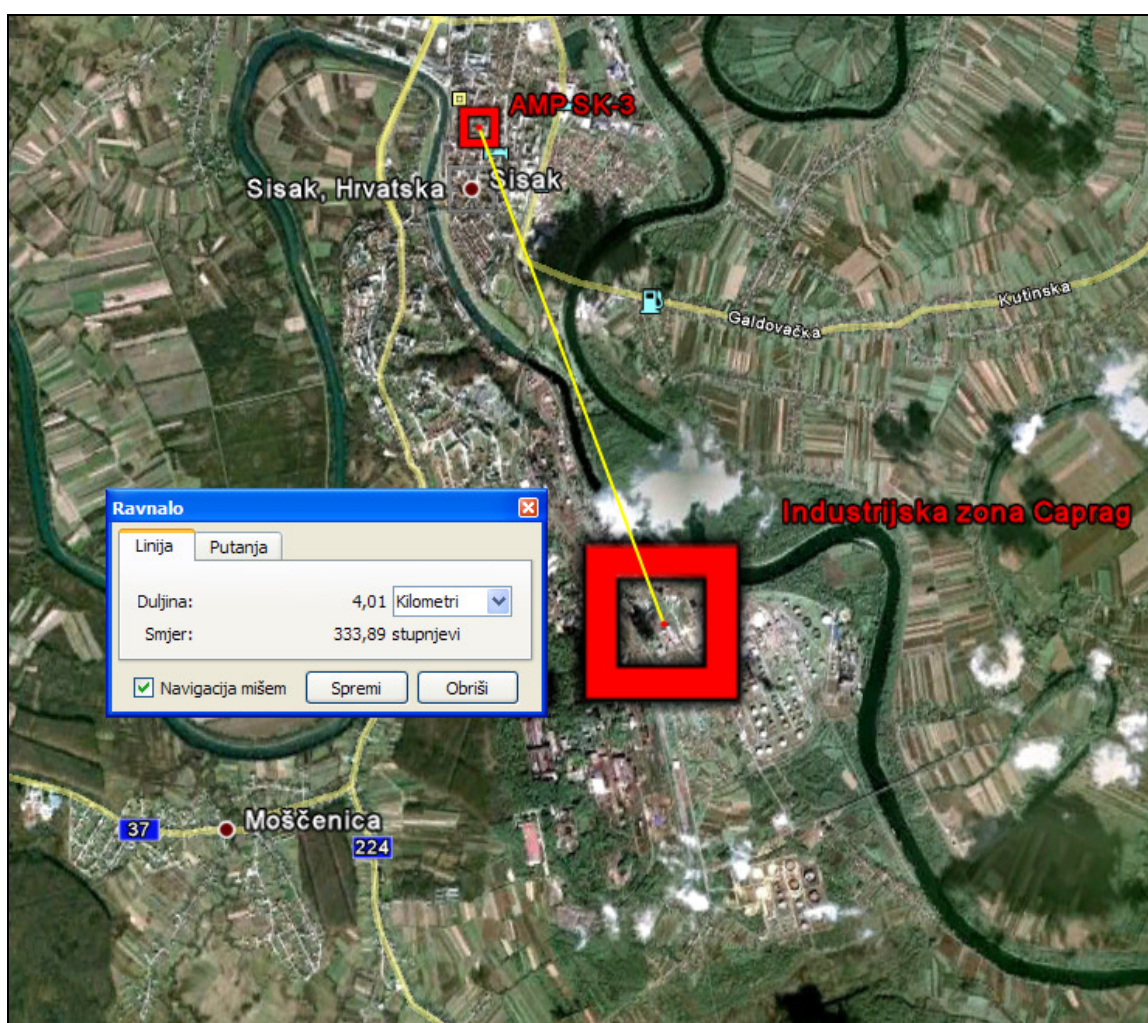 AMP SK-3
Sisak, Hrvatska
Sisak
Kutinska
Galdovačka
Industrijska zona Caprag
Ravnalo
Linija
Putanja
Duljina:
4,01 Kilometri
Smjer:
333,89 stupnjevi
Navigacija mišem
Spremi
Obriši
Moščenica
37
224